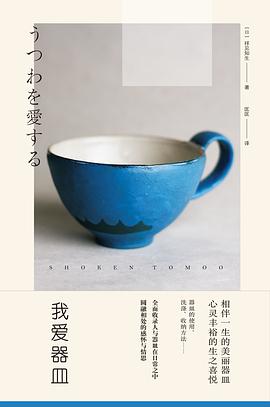 うつわを愛する
[日]祥见知生——著
匡匡——译
SHOKEN TOMOO
相伴一生的美丽器皿
心灵丰裕的生之喜悦
器皿的使用、
洗涤、收纳方法——
全面收录人与器皿在日常之中
圆融相处的感怀与情思
我爱器皿